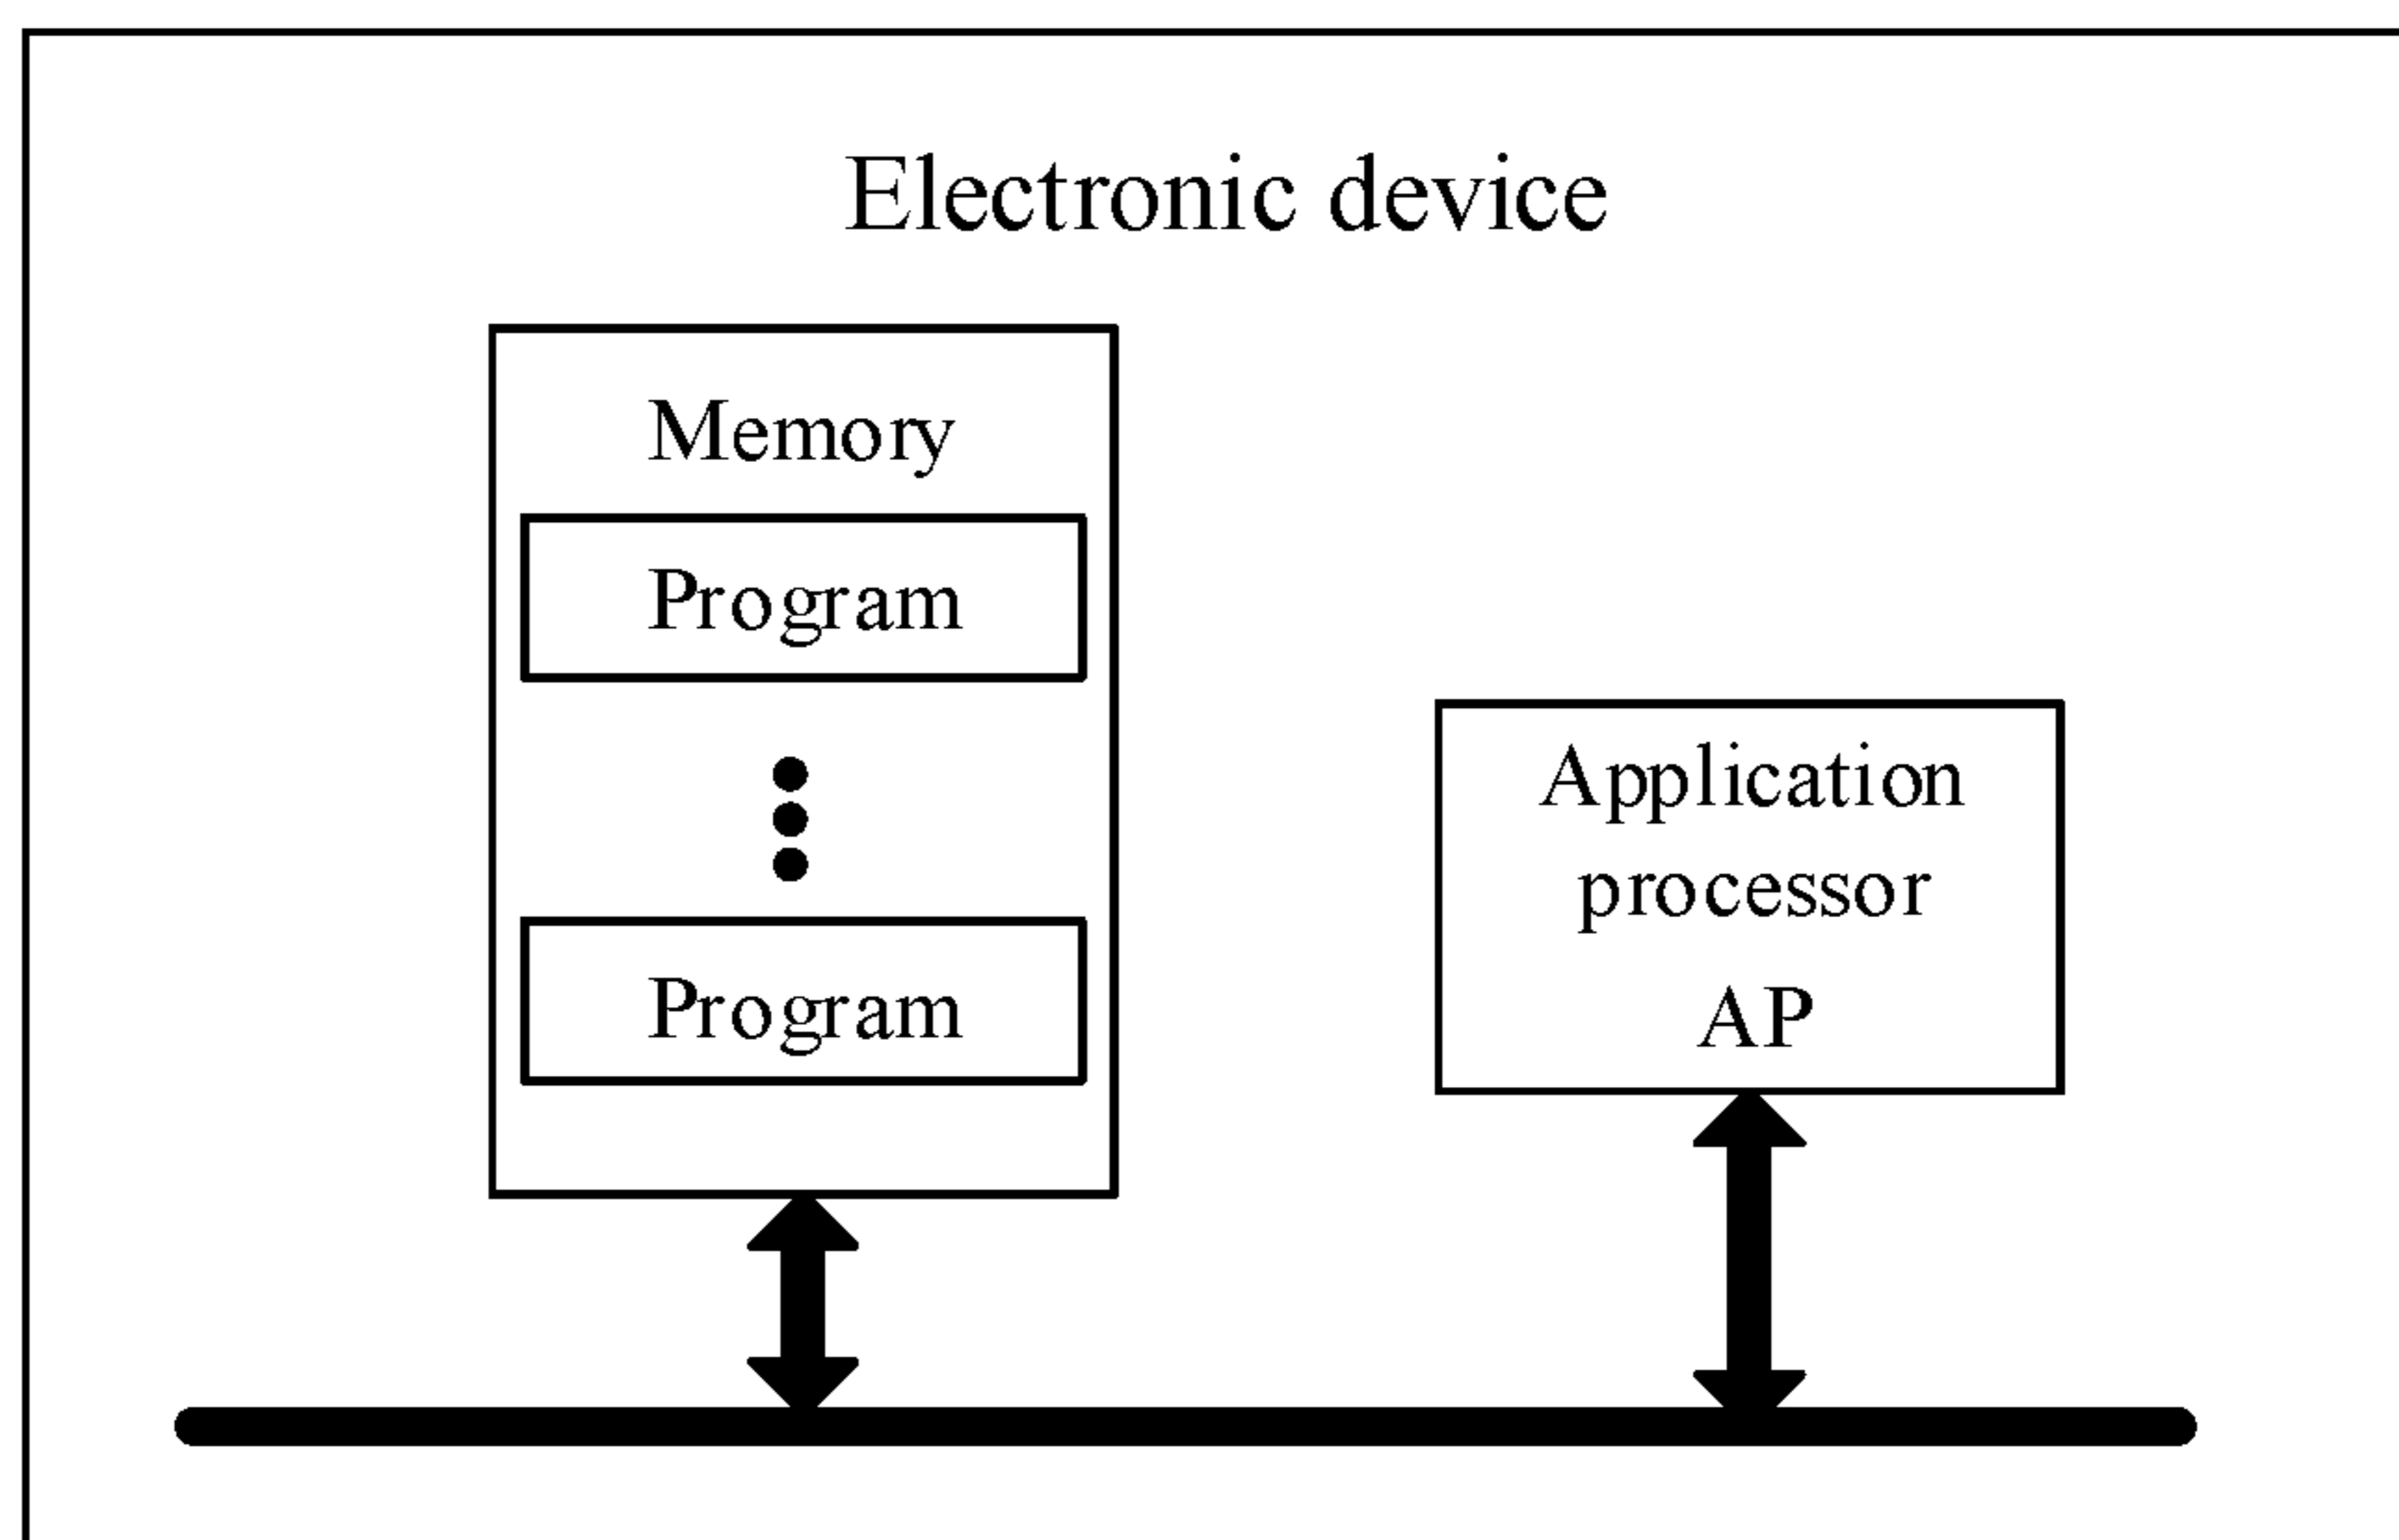 Electronic device
Memory
Program
Program
Application
processor
AP